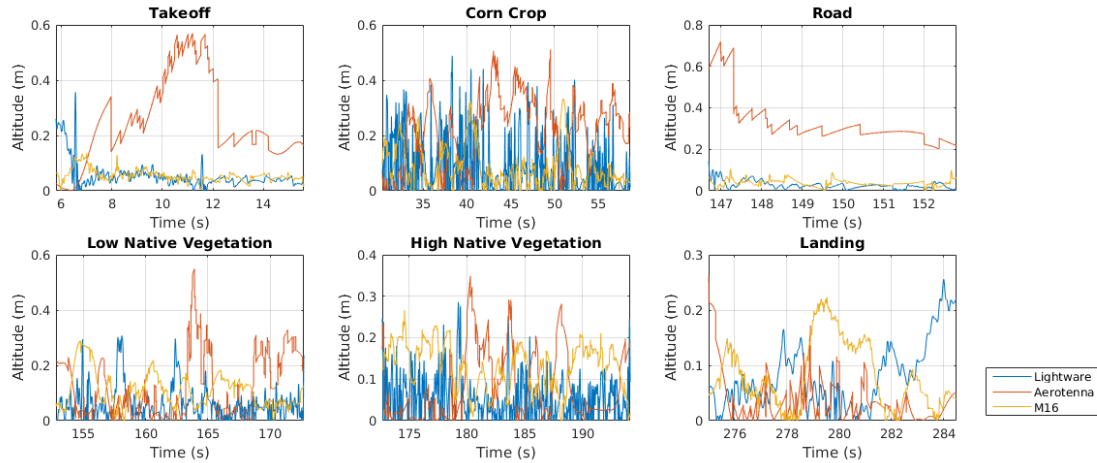 Takeoff
0.6
0.4
0.2
0
Altitude (m)
6 8 10 12 14
Time (s)
Corn Crop
0.6
0.4
0.2
0
Altitude (m)
35 40 45 50 55
Time (s)
Road
0.8
0.6
0.4
0.2
0
Altitude (m)
147 148 149 150 151 152
Time (s)
Low Native Vegetation
0.6
0.4
0.2
0
Altitude (m)
155 160 165 170
Time (s)
High Native Vegetation
0.4
0.3
0.2
0.1
0
Altitude (m)
175 180 185 190
Time (s)
Landing
0.3
0.2
0.1
0
Altitude (m)
276 278 280 282 284
Time (s)
Lightware
Aerotenna
M16